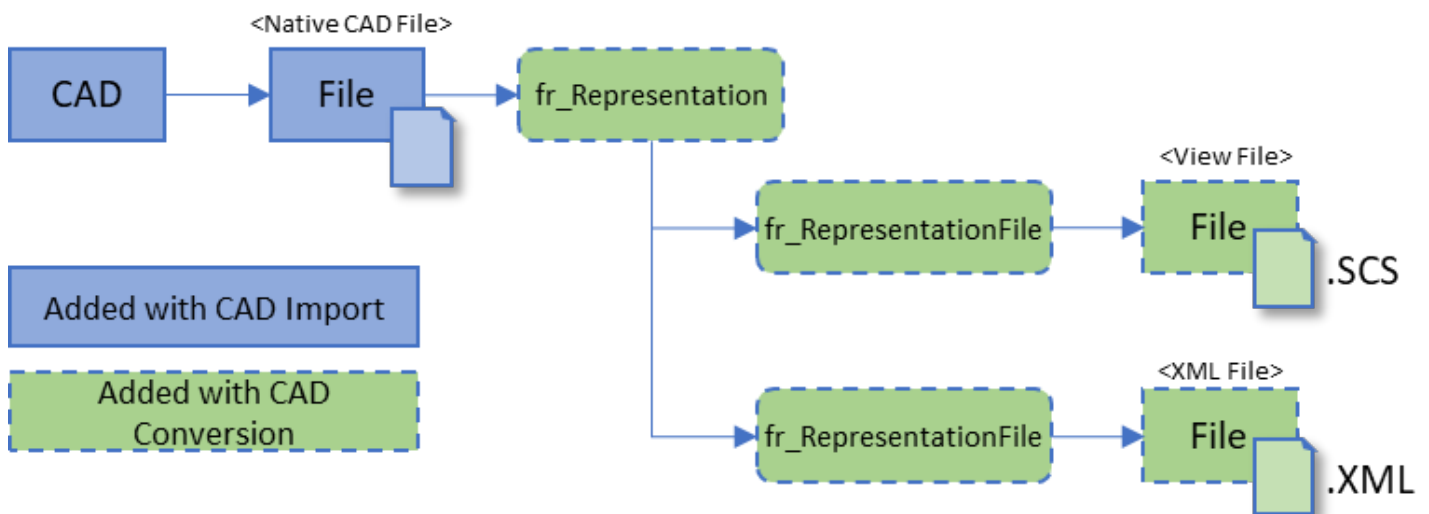 <Native CAD File>
CAD
File
fr_Representation
<View File>
fr_RepresentationFile
File
.SCS
Added with CAD Import
<XML File>
Added with CAD
Conversion
fr_RepresentationFile
File
.XML